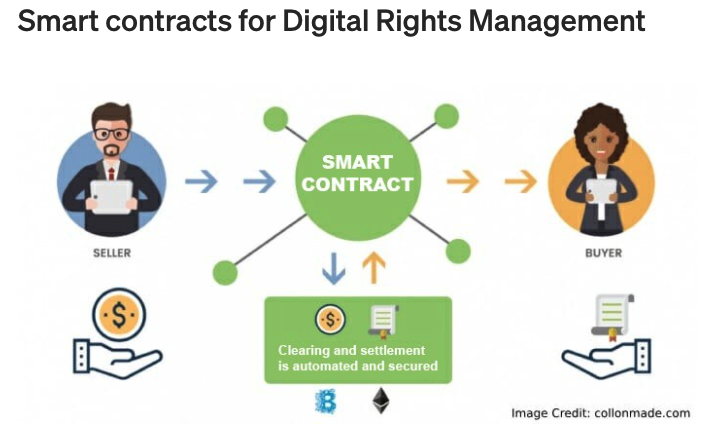 Smart contracts for Digital Rights Management
SMART
CONTRACT
SELLER
BUYER
$
$
Clearing and settlement
is automated and secured
Image Credit: collonmade.com